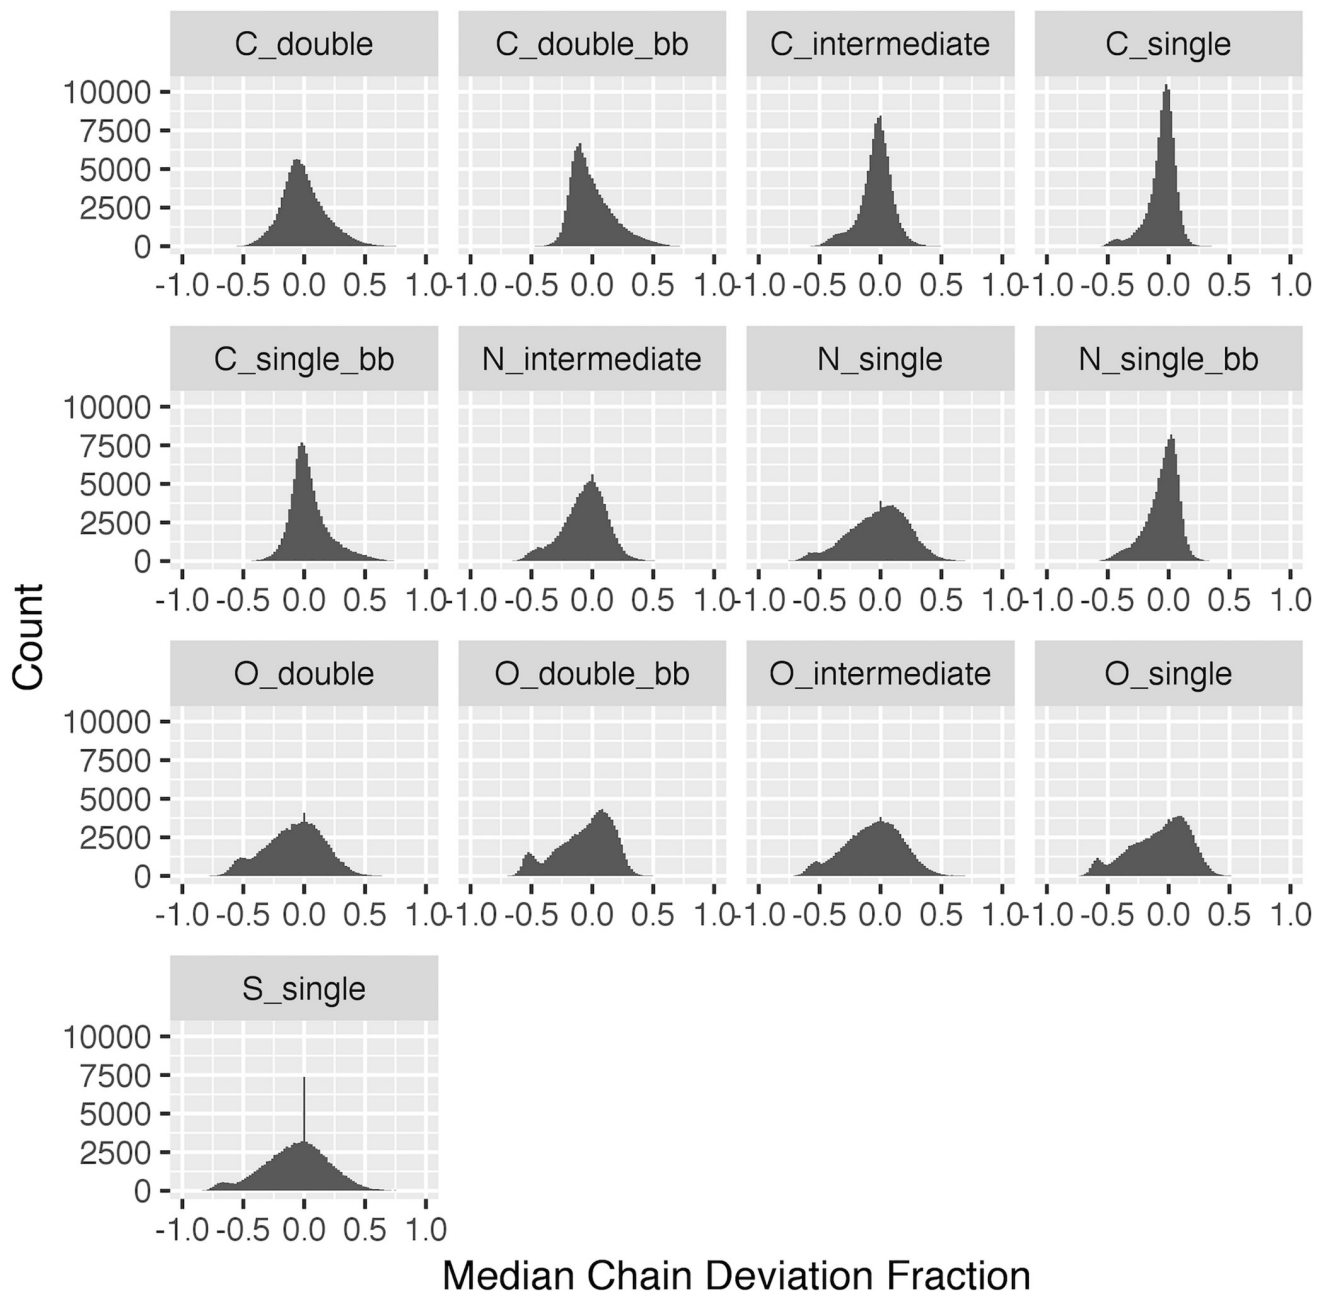 C_double C_double_bb C_intermediate C_single
10000
7500
5000
2500
0
-1.0 -0.5 0.0 0.5 1.0 -1.0 -0.5 0.0 0.5 1.0 -1.0 -0.5 0.0 0.5 1.0 -1.0 -0.5 0.0 0.5 1.0
C_single_bb N_intermediate N_single N_single_bb
10000
7500
5000
2500
0
-1.0 -0.5 0.0 0.5 1.0 -1.0 -0.5 0.0 0.5 1.0 -1.0 -0.5 0.0 0.5 1.0 -1.0 -0.5 0.0 0.5 1.0
Count
O_double O_double_bb O_intermediate O_single
10000
7500
5000
2500
0
-1.0 -0.5 0.0 0.5 1.0 -1.0 -0.5 0.0 0.5 1.0 -1.0 -0.5 0.0 0.5 1.0 -1.0 -0.5 0.0 0.5 1.0
S_single
10000
7500
5000
2500
0
-1.0 -0.5 0.0 0.5 1.0
Median Chain Deviation Fraction